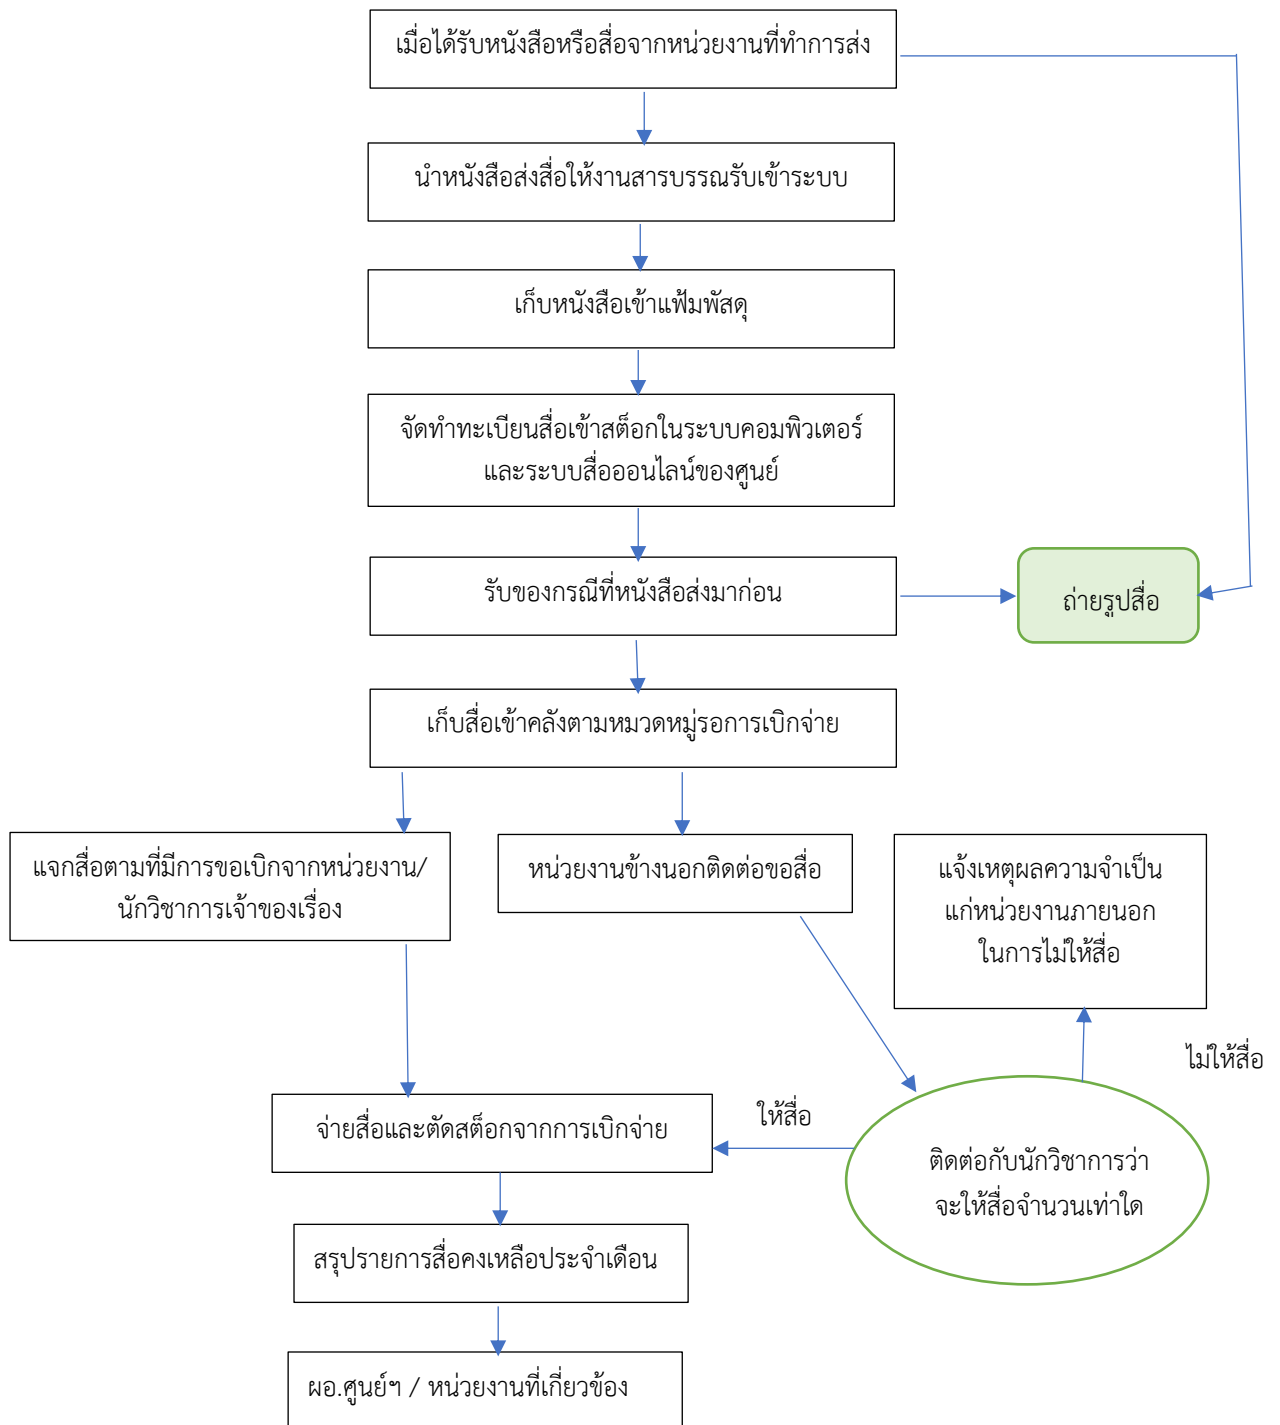 เมื่อได้รับหนังสือหรือสื่อจากหน่วยงานที่ทำการส่ง
นำหนังสือส่งสื่อให้งานสารบรรณรับเข้าระบบ
เก็บหนังสือเข้าแฟ้มพัสดุ
จัดทำทะเบียนสื่อเข้าสต็อกในระบบคอมพิวเตอร์
และระบบสื่อออนไลน์ของศูนย์
รับของกรณีที่หนังสือส่งมาก่อน
ถ่ายรูปสื่อ
เก็บสื่อเข้าคลังตามหมวดหมู่รอการเบิกจ่าย
แจกสื่อตามที่มีการขอเบิกจากหน่วยงาน/
นักวิชาการเจ้าของเรื่อง
หน่วยงานข้างนอกติดต่อขอสื่อ
แจ้งเหตุผลความจำเป็น
แก่หน่วยงานภายนอก
ในการไม่ให้สื่อ
ไม่ให้สื่อ
ให้สื่อ
จ่ายสื่อและตัดสต็อกจากการเบิกจ่าย
ติดต่อกับนักวิชาการว่า
จะให้สื่อจำนวนเท่าใด
สรุปรายการสื่อคงเหลือประจำเดือน
ผอ.ศูนย์ฯ / หน่วยงานที่เกี่ยวข้อง